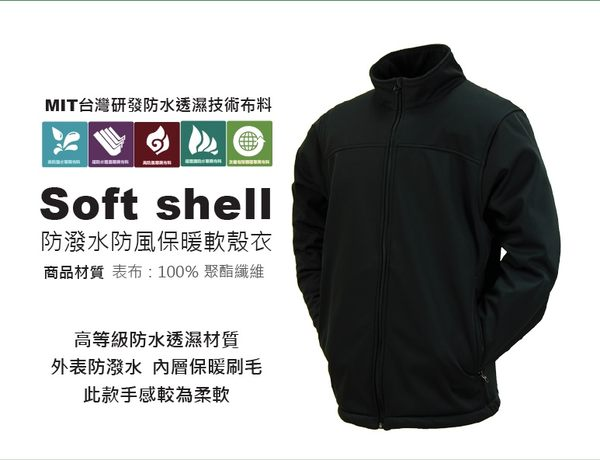 MIT台灣研發防水透濕技術布料
Soft shell
防潑水防風保暖軟殼衣
商品材質 表布：100% 聚酯纖維
高等級防水透濕材質
外表防潑水 內層保暖刷毛
此款手感較為柔軟